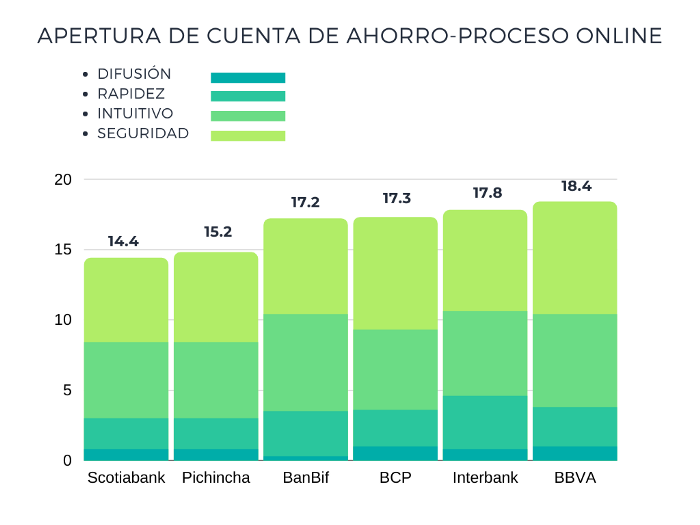 APERTURA DE CUENTA DE AHORRO-PROCESO ONLINE
• DIFUSIÓN
• RAPIDEZ
• INTUITIVO
• SEGURIDAD
20
15
10
5
0
14.4
15.2
17.2
17.3
17.8
18.4
Scotiabank
Pichincha
BanBif
BCP
Interbank
BBVA